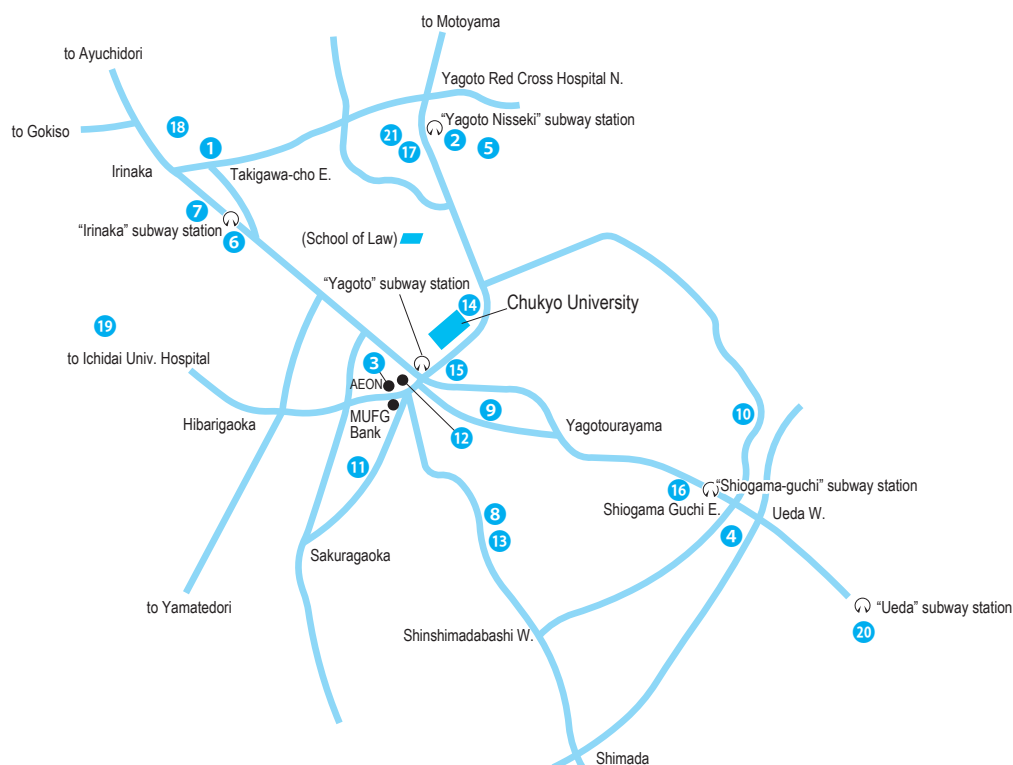 to Motoyama
to Ayuchidori
Yagoto Red Cross Hospital N.
to Gokiso
18
1
21
17
"Yagoto Nisseki" subway station
2
5
Irinaka
Takigawa-cho E.
7
"Irinaka" subway station
6
(School of Law)
"Yagoto" subway station
14
Chukyo University
19
to Ichidai Univ. Hospital
3
AEON
15
MUFG
Bank
Hibarigaoka
12
9
Yagotourayama
10
11
16
"Shiogama-guchi" subway station
Shiogama Guchi E.
Ueda W.
8
13
4
Sakuragaoka
to Yamatedori
Shinshimadabashi W.
"Ueda" subway station
20
Shimada